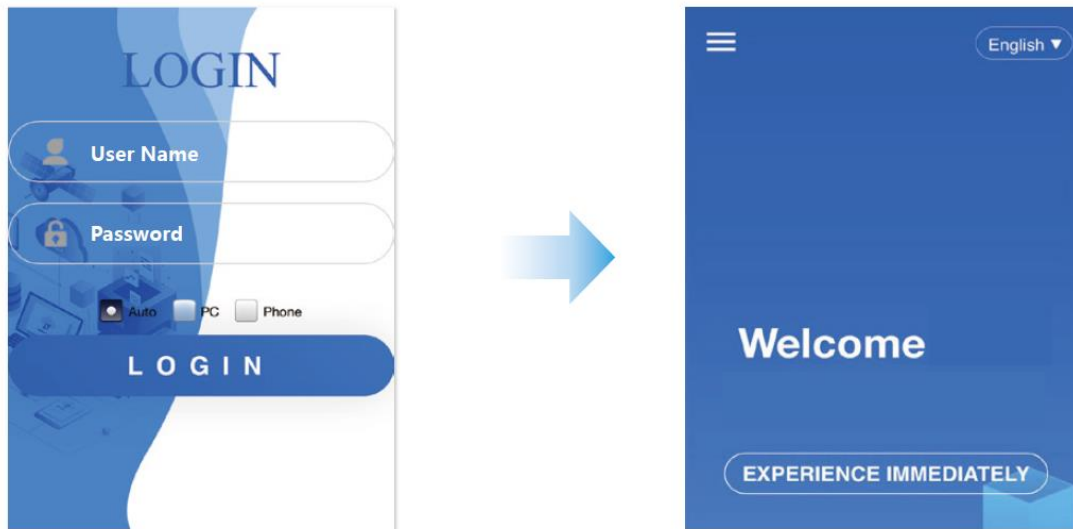 LOGIN
User Name
Password
Auto PC Phone
LOGIN
English ▼
Welcome
EXPERIENCE IMMEDIATELY